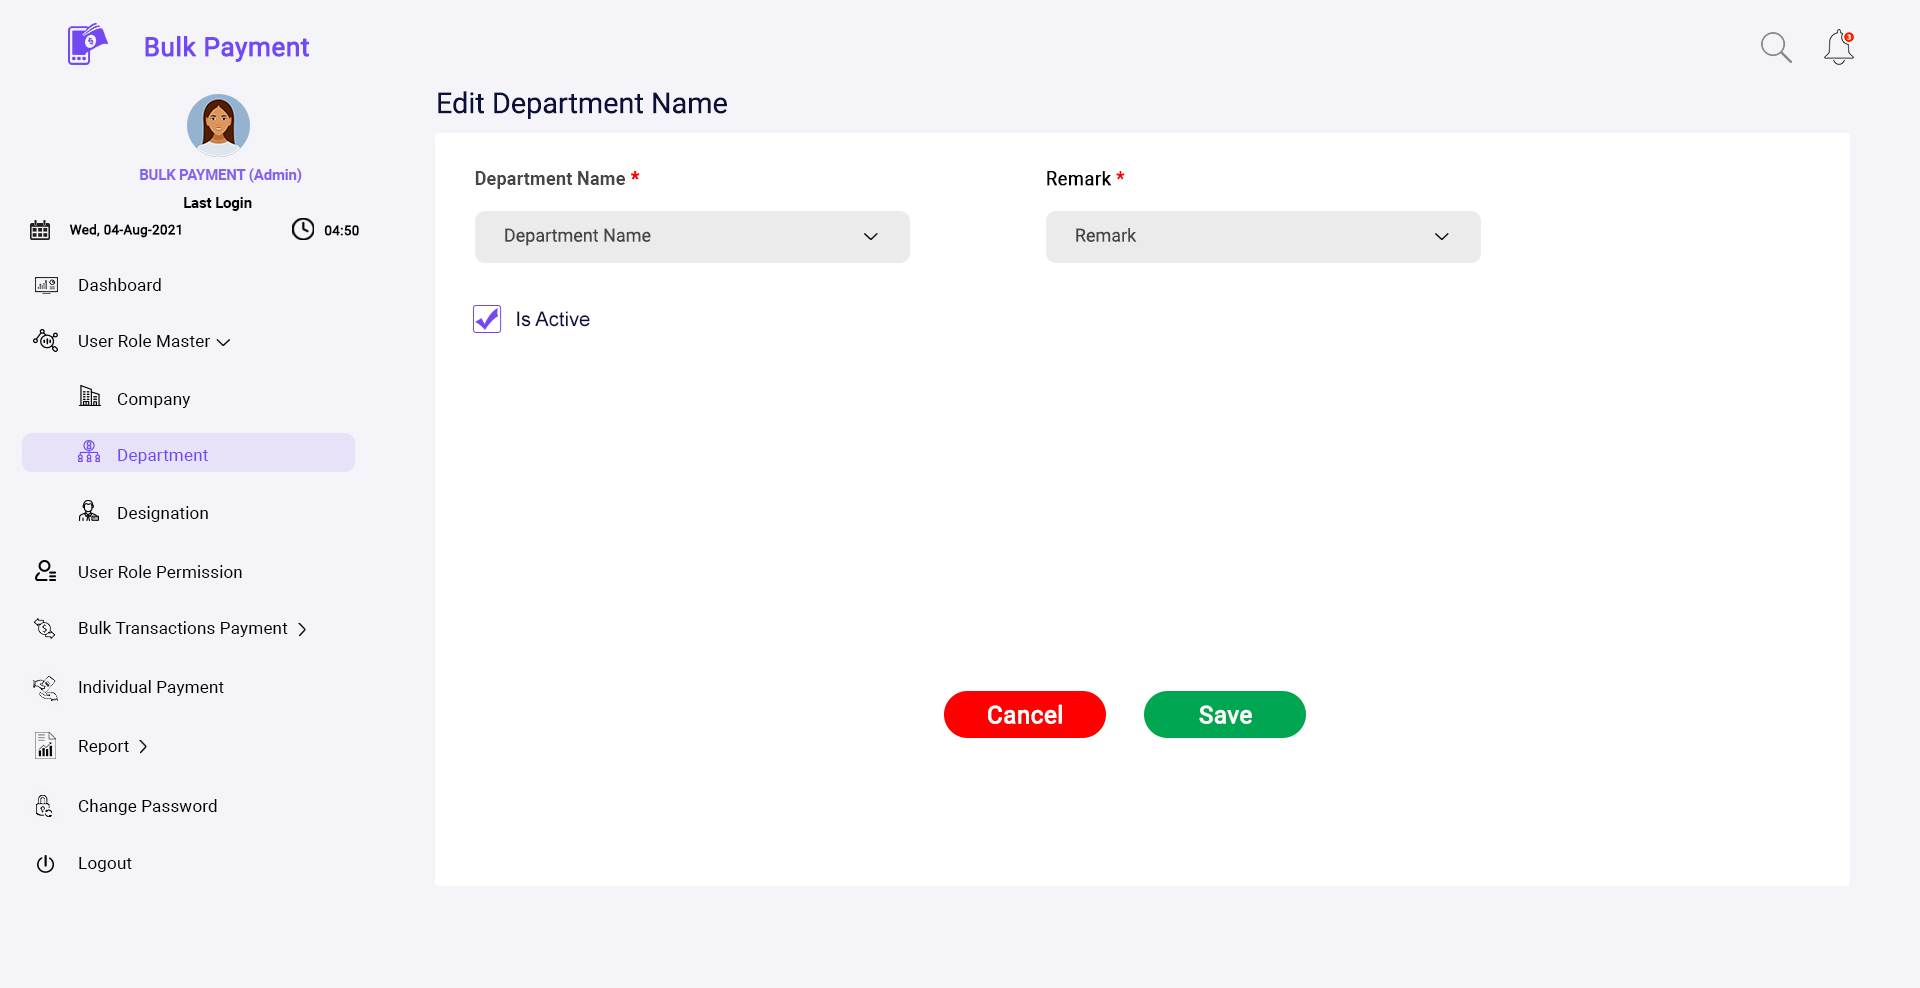 Bulk Payment
3
BULK PAYMENT (Admin)
Last Login
Wed, 04-Aug-2021
04:50
Dashboard
User Role Master
Company
Department
Designation
User Role Permission
Bulk Transactions Payment
Individual Payment
Report
Change Password
Logout
Edit Department Name
Department Name *
Remark *
Department Name
Remark
Is Active
Cancel
Save